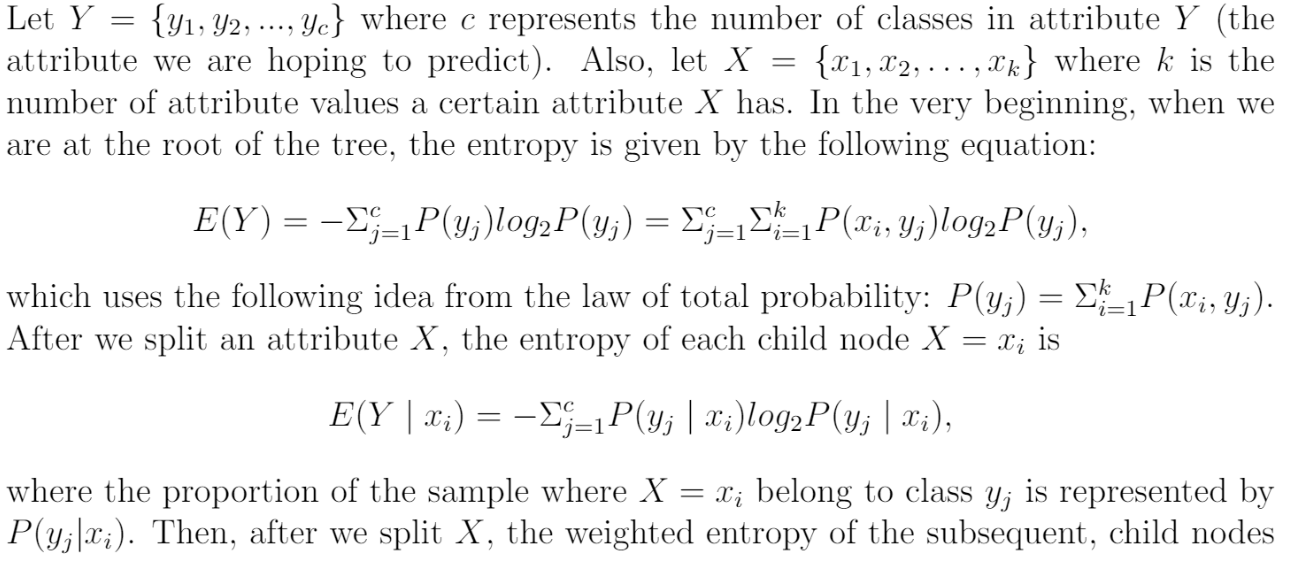 Let Y = {y₁, y₂, ..., y_c} where c represents the number of classes in attribute Y (the
attribute we are hoping to predict). Also, let X = {x₁, x₂, . . . , x_k} where k is the
number of attribute values a certain attribute X has. In the very beginning, when we
are at the root of the tree, the entropy is given by the following equation:
E(Y) = −Σ_{j=1}^{c} P(y_j)log₂P(y_j) = Σ_{j=1}^{c}Σ_{i=1}^{k} P(x_i, y_j)log₂P(y_j),
which uses the following idea from the law of total probability: P(y_j) = Σ_{i=1}^{k} P(x_i, y_j).
After we split an attribute X, the entropy of each child node X = x_i is
E(Y | x_i) = −Σ_{j=1}^{c} P(y_j | x_i)log₂P(y_j | x_i),
where the proportion of the sample where X = x_i belong to class y_j is represented by
P(y_j|x_i). Then, after we split X, the weighted entropy of the subsequent, child nodes